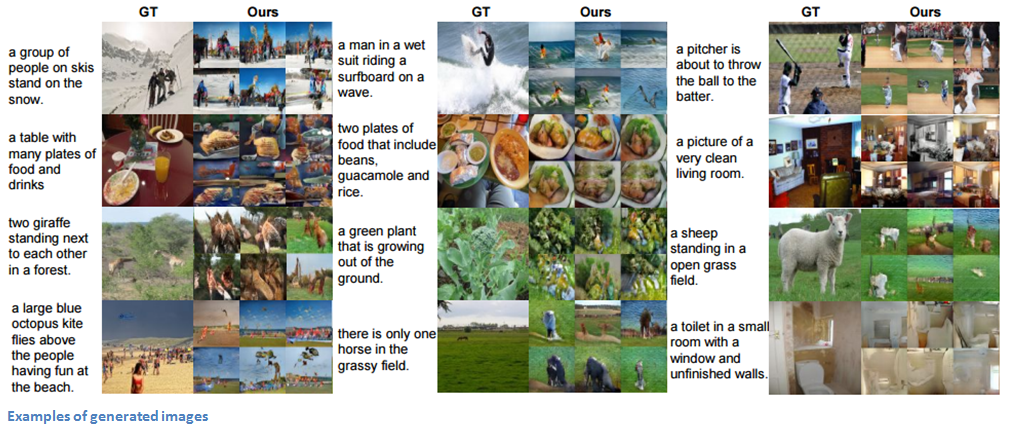 GT Ours
a group of
people on skis
stand on the
snow.
a table with
many plates of
food and
drinks
two giraffe
standing next
to each other
in a forest.
a large blue
octopus kite
flies above
the people
having fun at
the beach.
GT Ours
a man in a wet
suit riding a
surfboard on a
wave.
two plates of
food that include
beans,
guacamole and
rice.
a green plant
that is growing
out of the
ground.
there is only one
horse in the
grassy field.
GT Ours
a pitcher is
about to throw
the ball to the
batter.
a picture of a
very clean
living room.
a sheep
standing in a
open grass
field.
a toilet in a small
room with a
window and
unfinished walls.
Examples of generated images